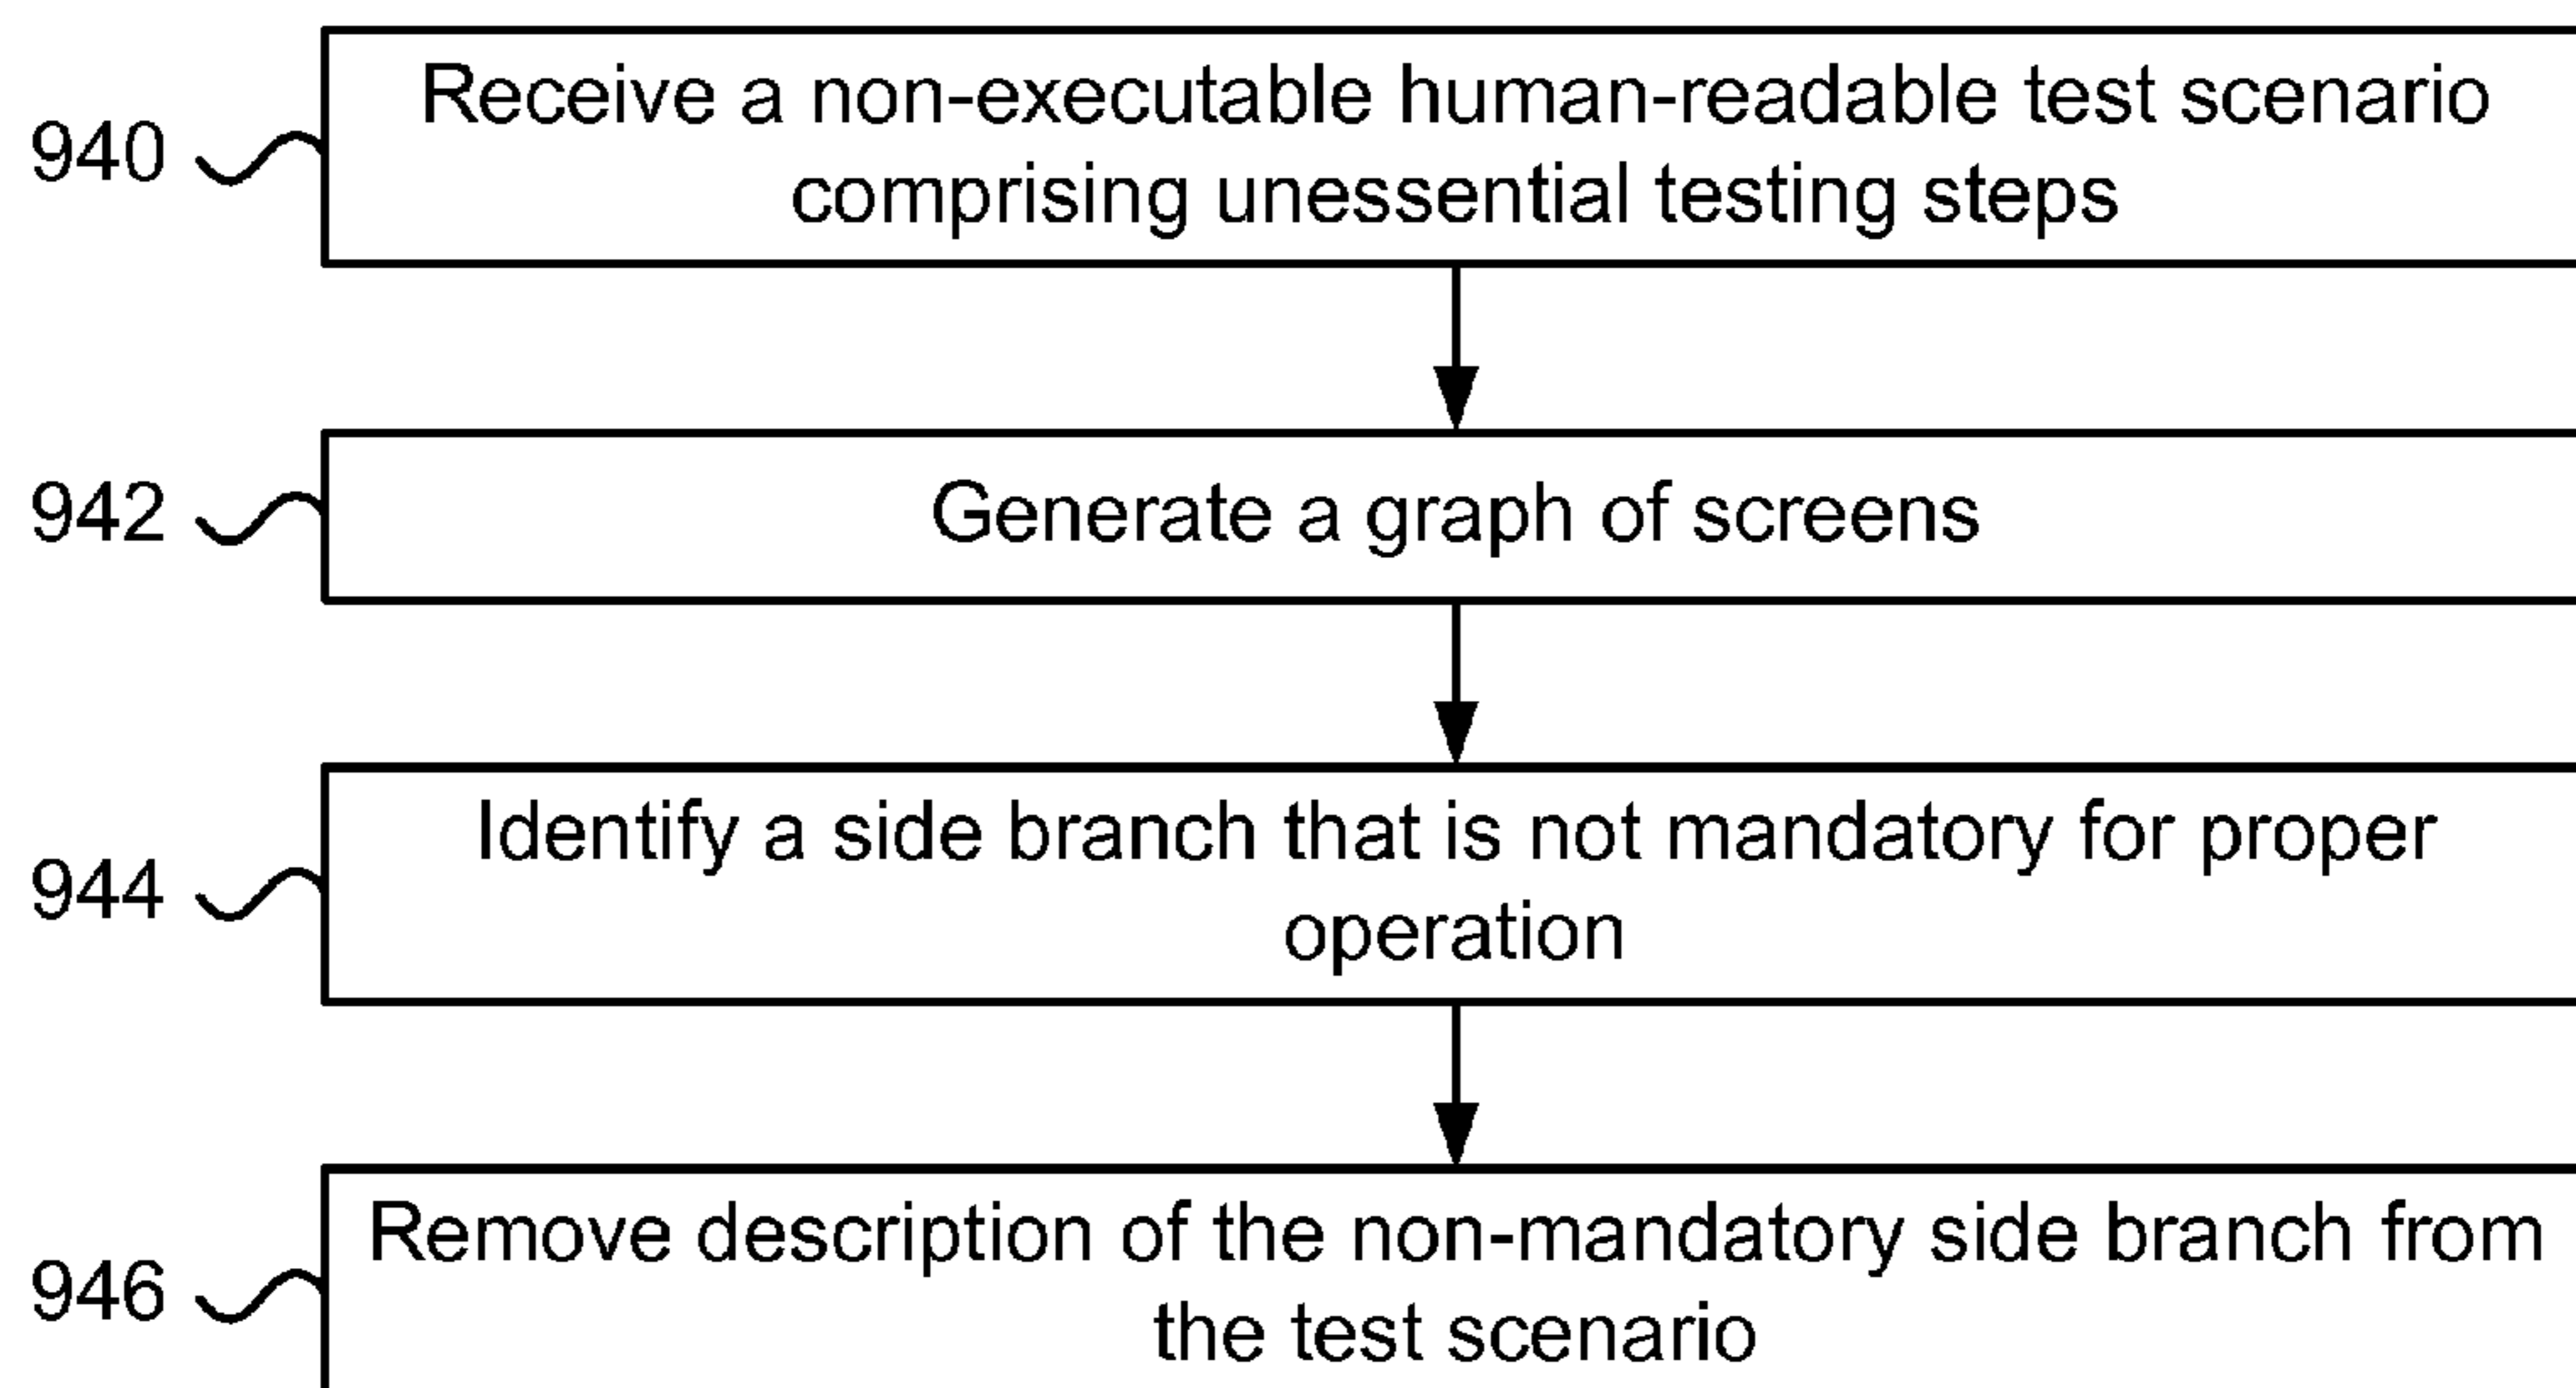 Receive a non-executable human-readable test scenario
940
comprising unessential testing steps
942
Generate a graph of screens
Identify a side branch that is not mandatory for proper
944
operation
Remove description of the non-mandatory side branch from
946
the test scenario